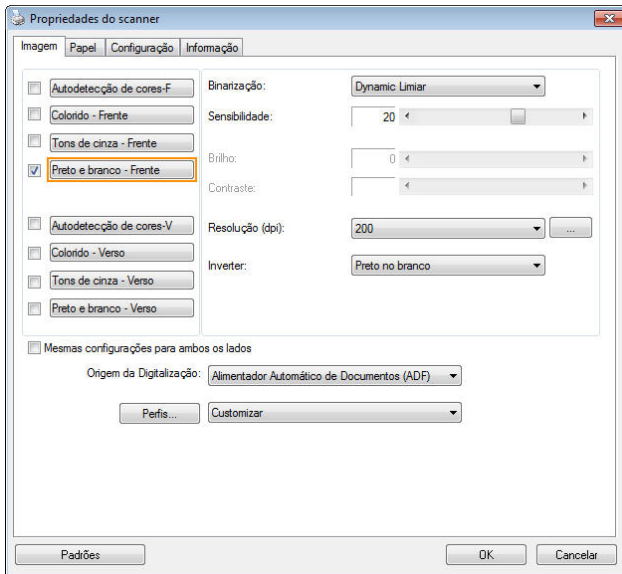 Propriedades do scanner
Imagem Papel Configuração Informação
Autodetecção de cores-F
Colorido - Frente
Tons de cinza - Frente
Preto e branco - Frente
Autodetecção de cores-V
Colorido - Verso
Tons de cinza - Verso
Preto e branco - Verso
Binarização: Dynamic Limiar
Sensibilidade: 20
Brilho: 0
Contraste:
Resolução (dpi): 200 ...
Inverter: Preto no branco
Mesmas configurações para ambos os lados
Origem da Digitalização: Alimentador Automático de Documentos (ADF)
Perfis... Customizar
Padrões OK Cancelar